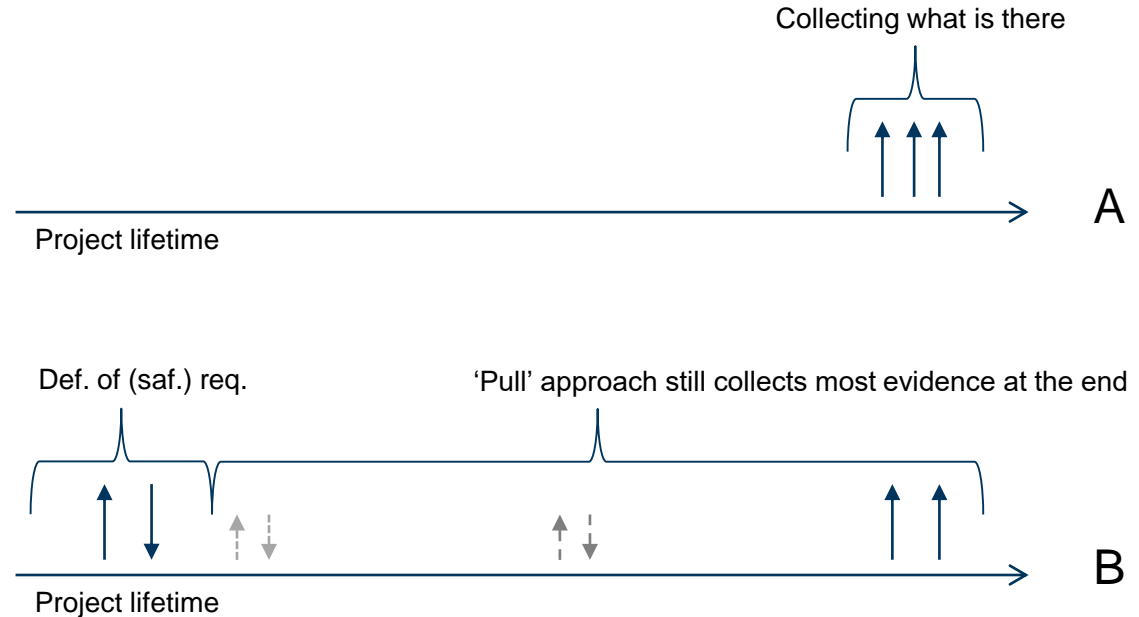 Collecting what is there
A
Project lifetime
Def. of (saf.) req.
‘Pull’ approach still collects most evidence at the end
B
Project lifetime